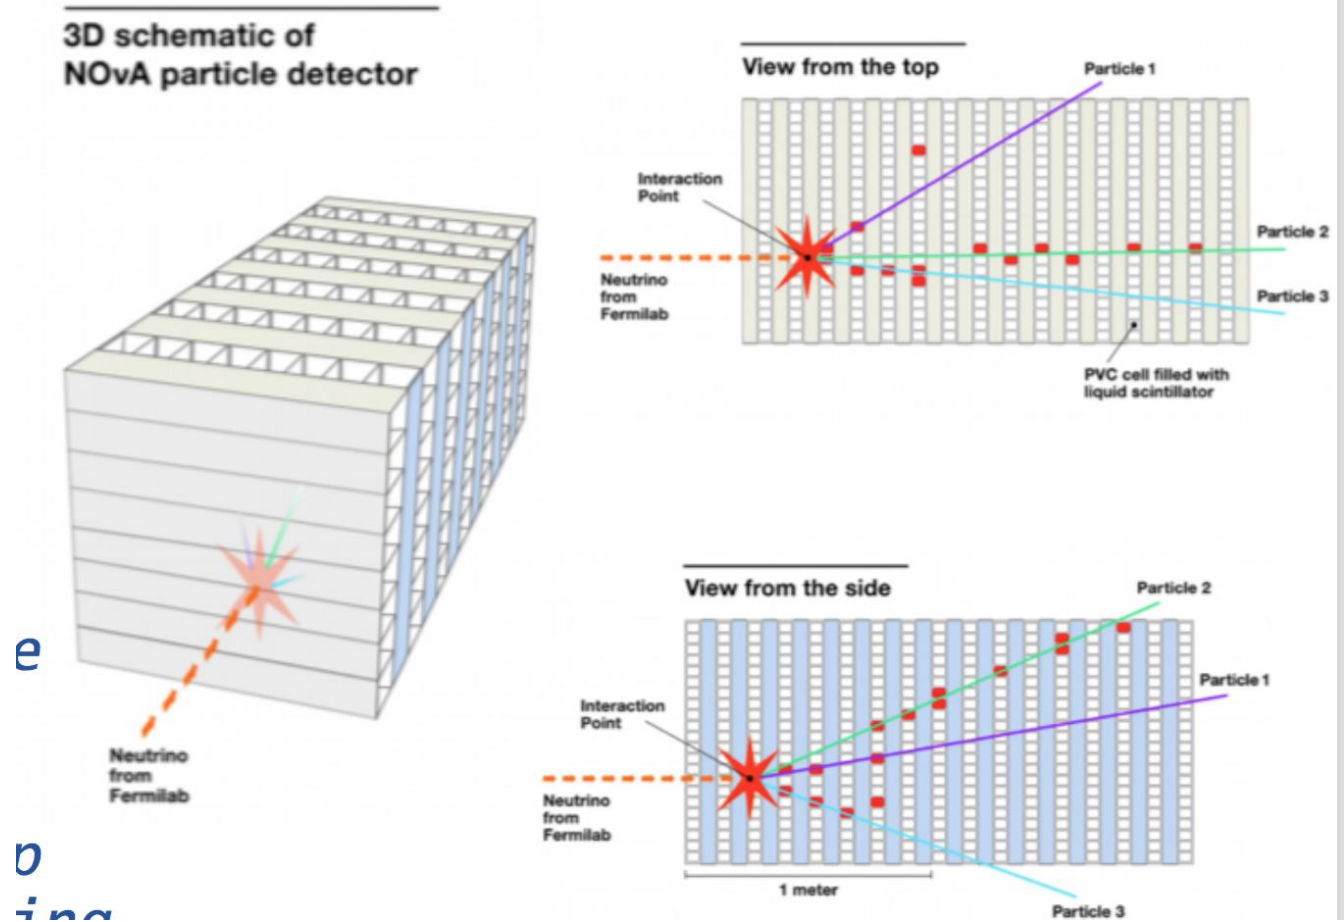 3D schematic of
NOνA particle detector
Neutrino
from
Fermilab
View from the top
Particle 1
Interaction
Point
Particle 2
Neutrino
from
Fermilab
Particle 3
PVC cell filled with
liquid scintillator
View from the side
Particle 2
Particle 1
Interaction
Point
Neutrino
from
Fermilab
1 meter
Particle 3
e
p
ing